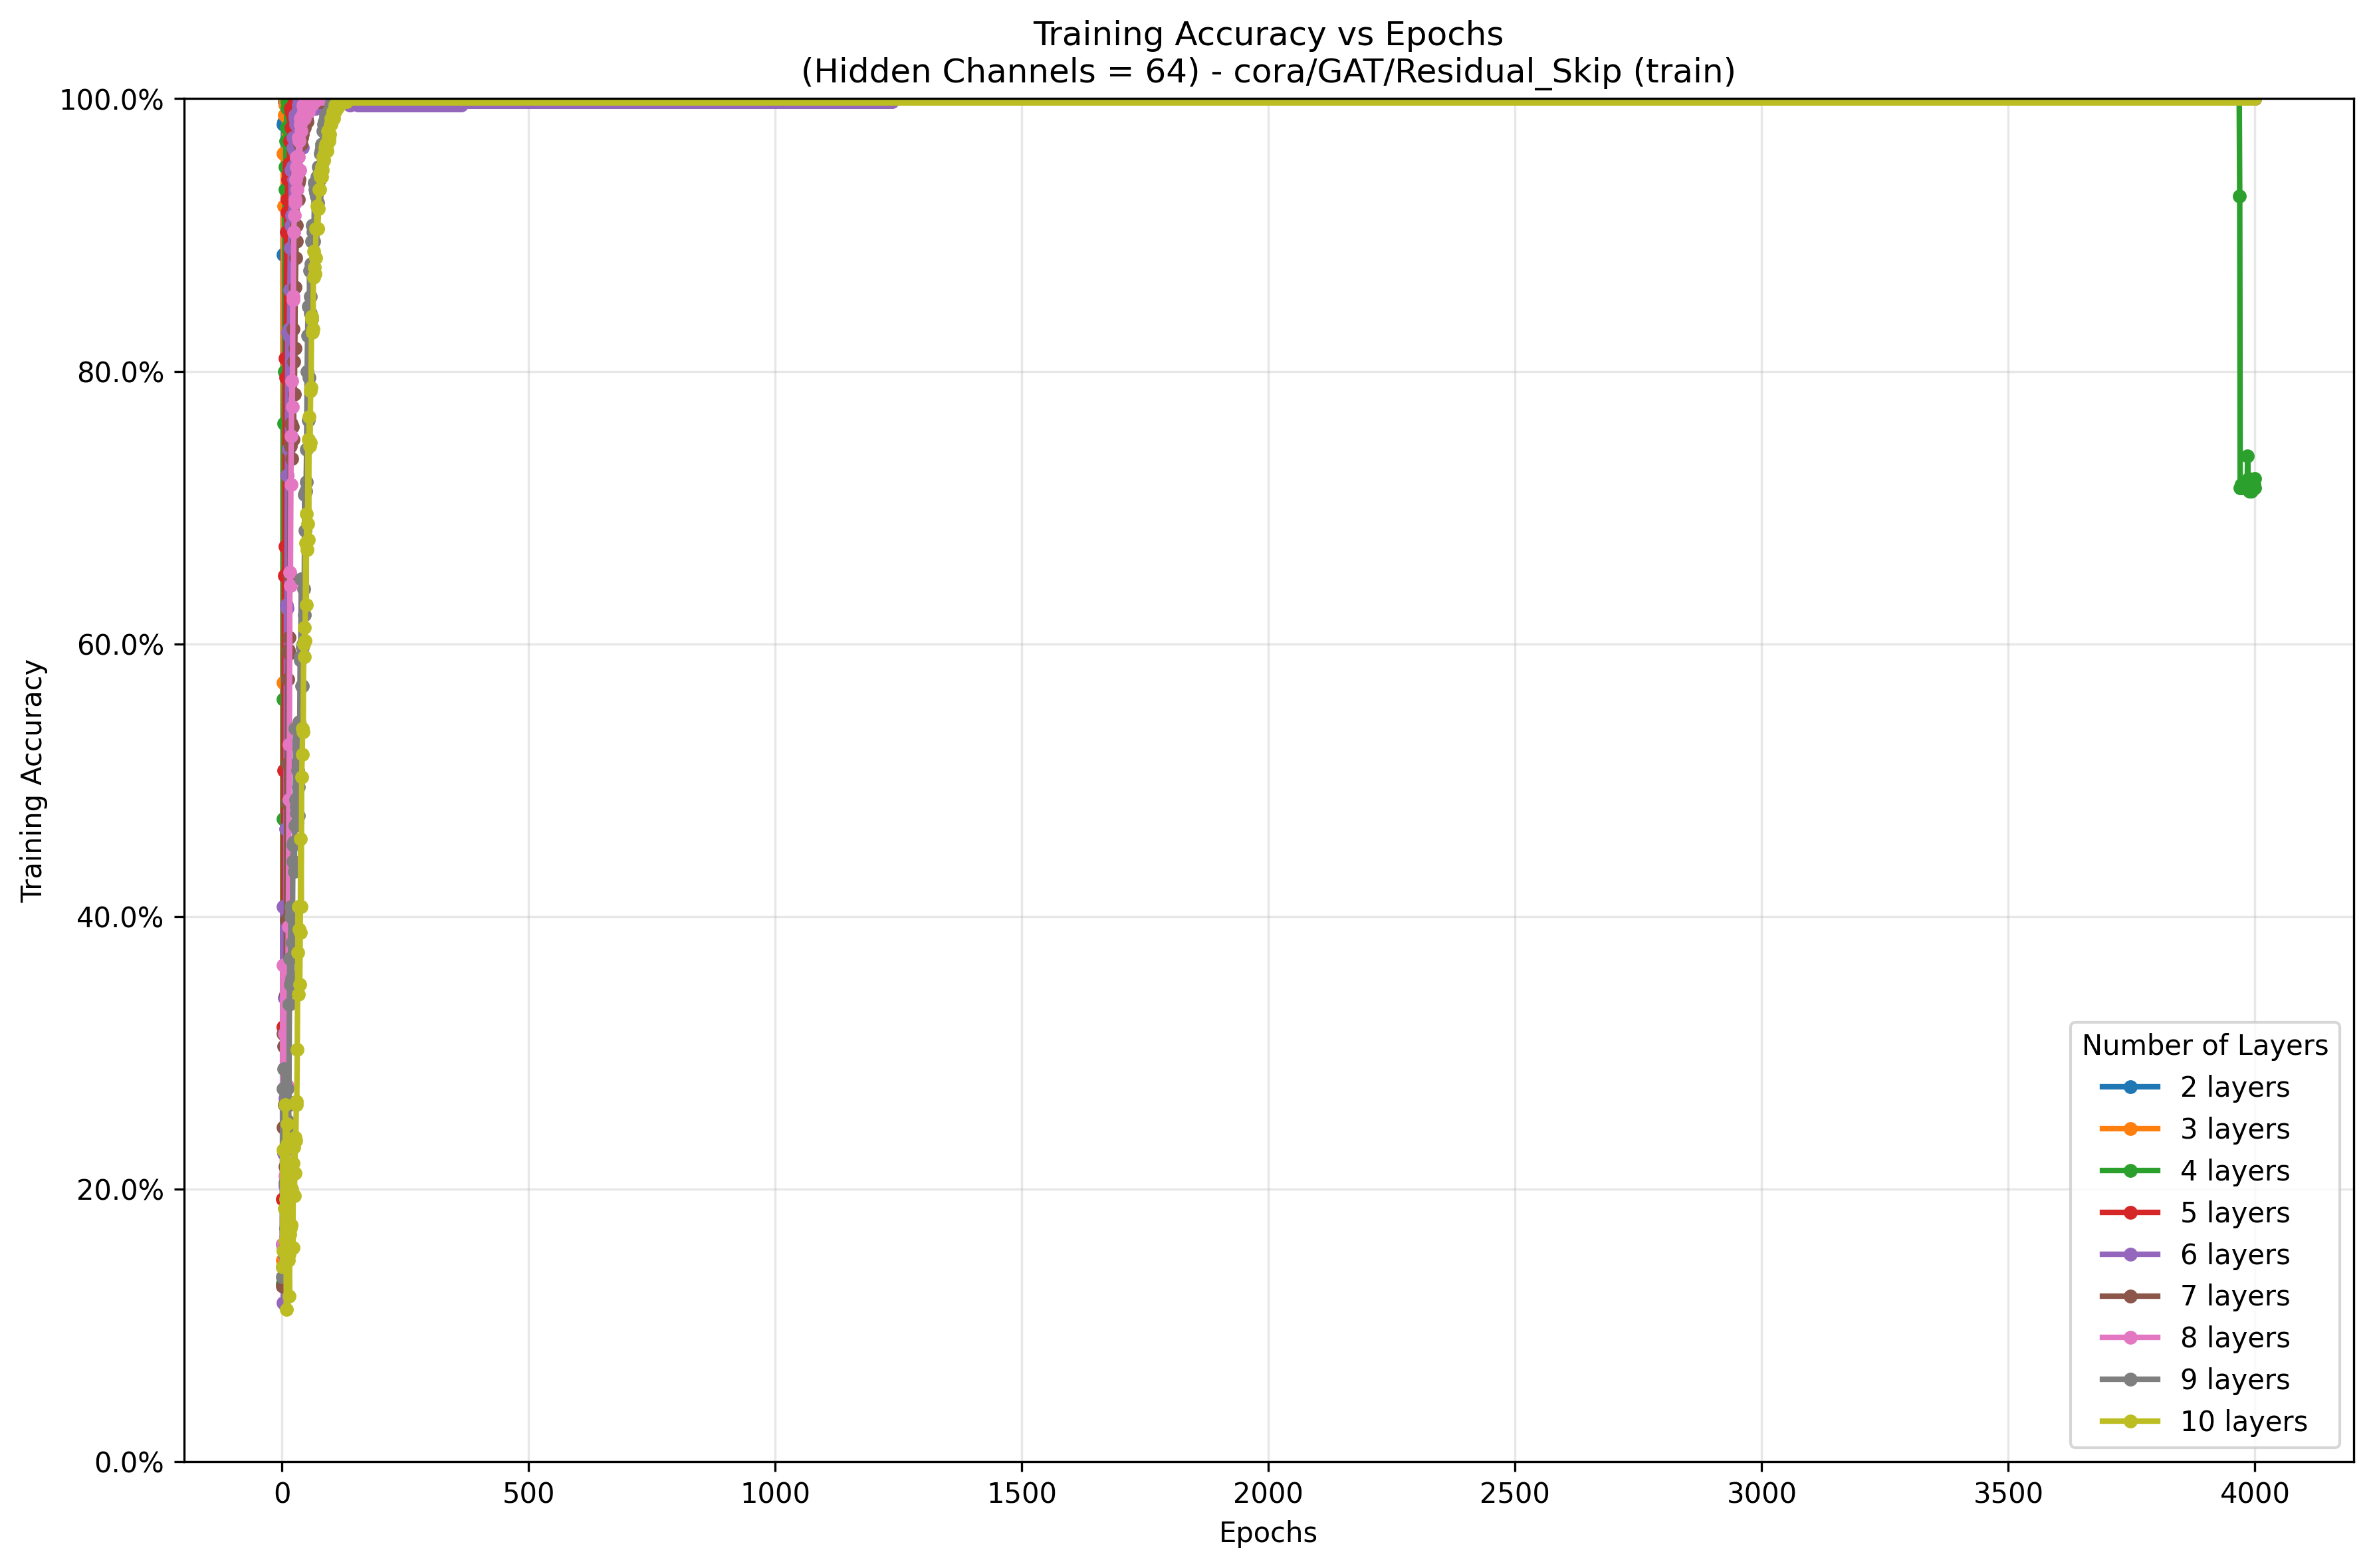 Training Accuracy vs Epochs
(Hidden Channels = 64) - cora/GAT/Residual_Skip (train)
Training Accuracy
100.0%
80.0%
60.0%
40.0%
20.0%
0.0%
0 500 1000 1500 2000 2500 3000 3500 4000
Epochs
Number of Layers
2 layers
3 layers
4 layers
5 layers
6 layers
7 layers
8 layers
9 layers
10 layers